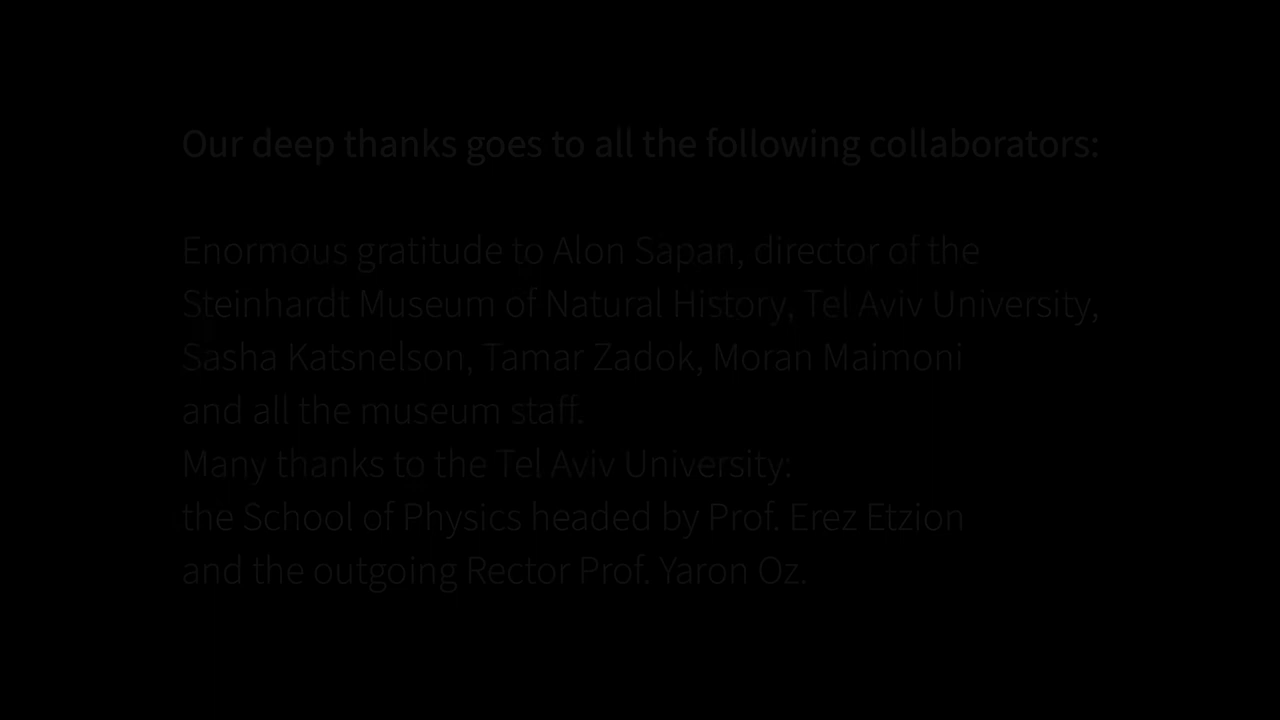 Our deep thanks goes to all the following collaborators:
Enormous gratitude to Alon Sapan, director of the
Steinhardt Museum of Natural History, Tel Aviv University,
Sasha Katsnelson, Tamar Zadok, Moran Maimoni
and all the museum staff.
Many thanks to the Tel Aviv University:
the School of Physics headed by Prof. Erez Etzion
and the outgoing Rector Prof. Yaron Oz.